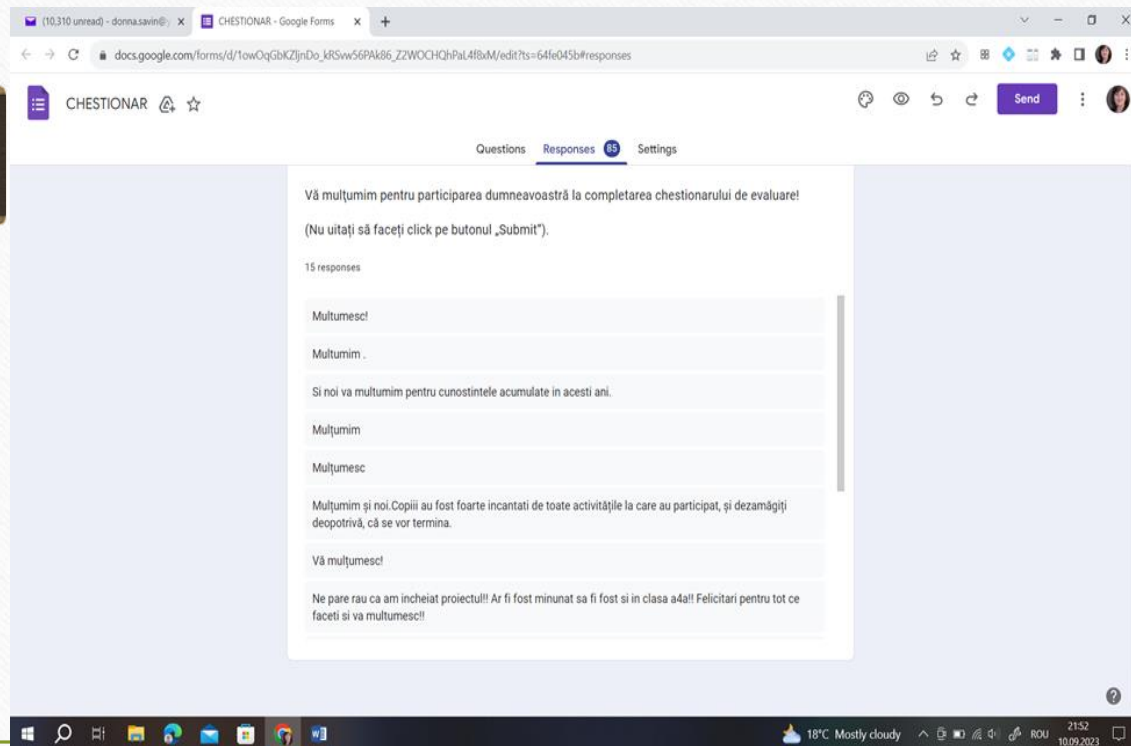 (10.310 unread) - donna.savin@y
CHESTIONAR - Google Forms
docs.google.com/forms/d/1owOqGbKZljnDo_kRSvw56PAk86_Z2WOCHQhPaL4f8xM/edit?ts=64fe045b#responses
CHESTIONAR
Send
Questions Responses 85 Settings
Vă mulțumim pentru participarea dumneavoastră la completarea chestionarului de evaluare!
(Nu uitați să faceți click pe butonul „Submit”).
15 responses
Multumesc!
Multumim .
Si noi va multumim pentru cunostintele acumulate in acesti ani.
Mulțumim
Mulțumesc
Mulțumim și noi.Copiii au fost foarte incantati de toate activitățile la care au participat, și dezamăgiți
deopotrivă, că se vor termina.
Vă mulțumesc!
Ne pare rau ca am incheiat proiectul!! Ar fi fost minunat sa fi fost si in clasa a4a!! Felicitari pentru tot ce
faceti si va multumesc!!
18°C Mostly cloudy
ROU
21:52
10.09.2023